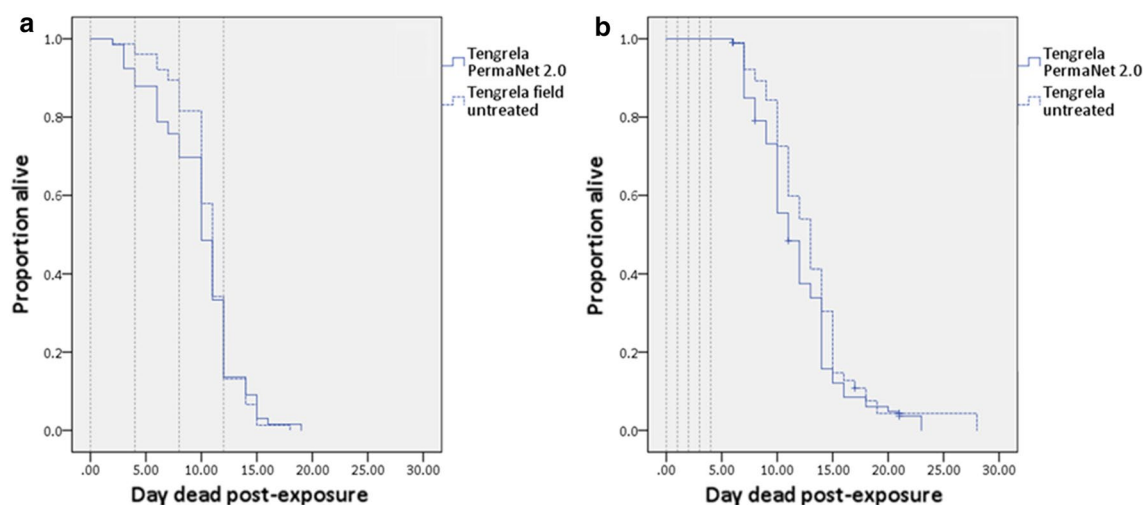 a
1.0
0.8
0.6
0.4
0.2
0.0
Proportion alive
.00 5.00 10.00 15.00 20.00 25.00 30.00
Day dead post-exposure
Tengrela
PermaNet 2.0
Tengrela field
untreated
b
1.0
0.8
0.6
0.4
0.2
0.0
Proportion alive
.00 5.00 10.00 15.00 20.00 25.00 30.00
Day dead post-exposure
Tengrela
PermaNet 2.0
Tengrela
untreated